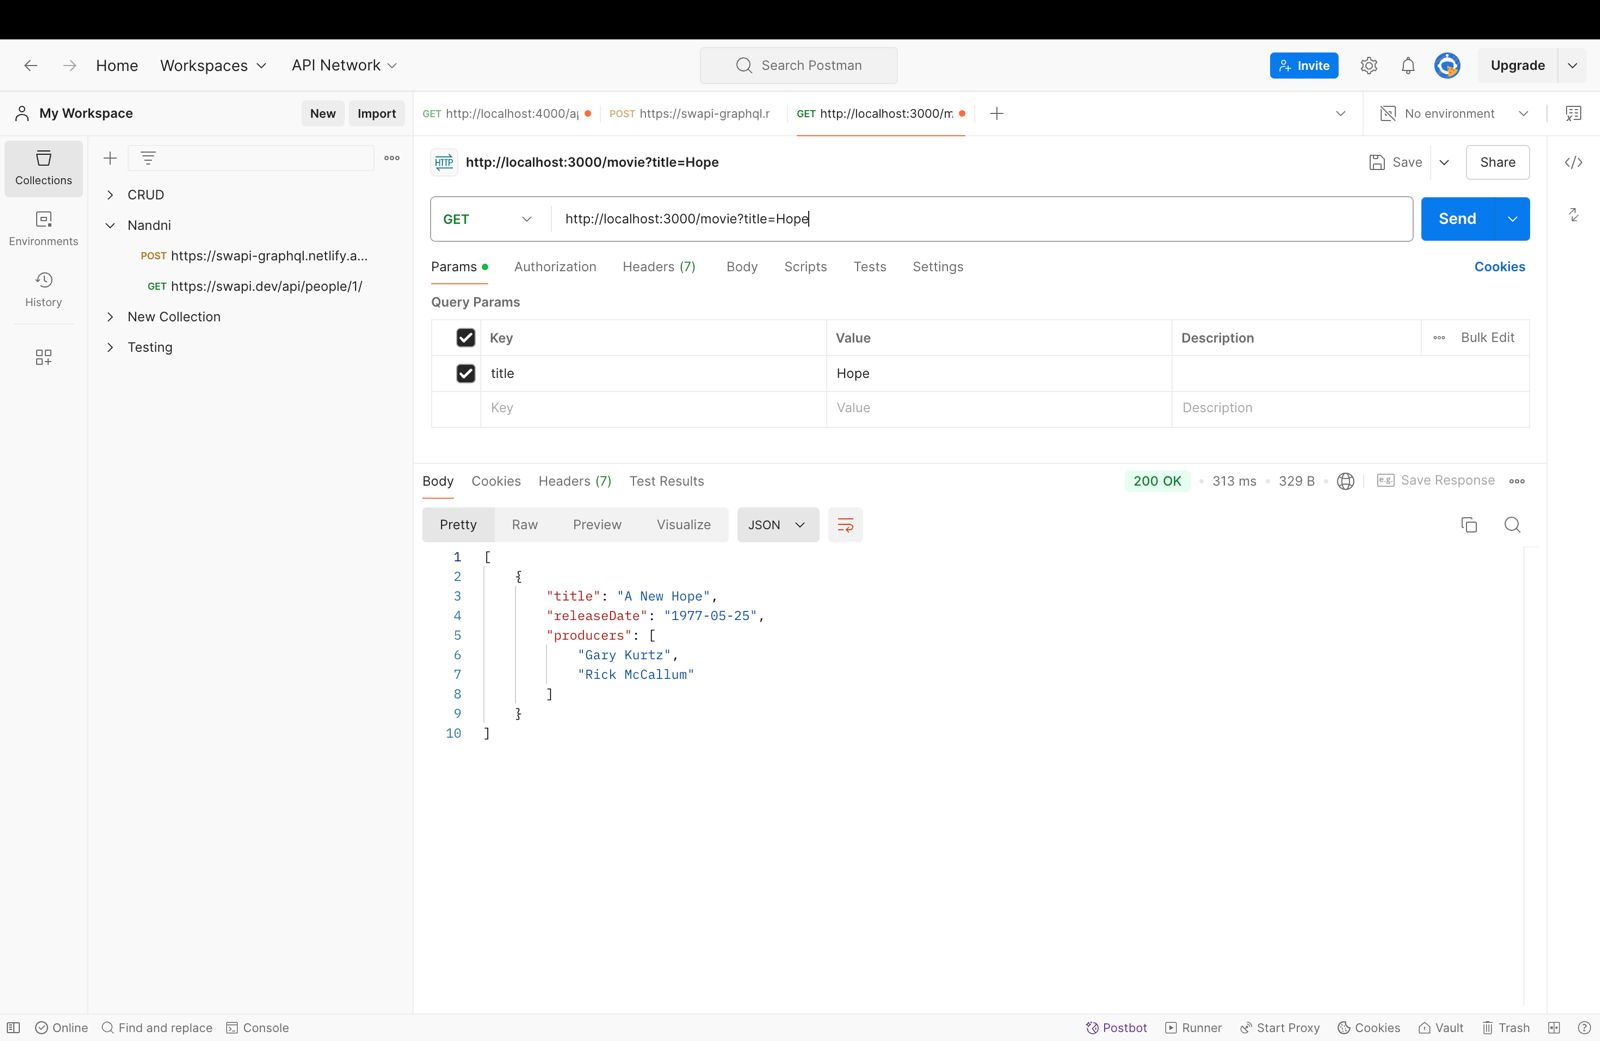 Home Workspaces API Network Search Postman Invite Upgrade
My Workspace New Import GET http://localhost:4000/a POST https://swapi-graphql.r GET http://localhost:3000/m No environment
Collections
Environments
History
CRUD
Nandni
POST https://swapi-graphql.netlify.a...
GET https://swapi.dev/api/people/1/
New Collection
Testing
HTTP http://localhost:3000/movie?title=Hope Save Share
GET http://localhost:3000/movie?title=Hope Send
Params Authorization Headers (7) Body Scripts Tests Settings Cookies
Query Params
Key Value Description Bulk Edit
title Hope
Key Value Description
Body Cookies Headers (7) Test Results 200 OK 313 ms 329 B e.g. Save Response
Pretty Raw Preview Visualize JSON
1 [
2 {
3 "title": "A New Hope",
4 "releaseDate": "1977-05-25",
5 "producers": [
6 "Gary Kurtz",
7 "Rick McCallum"
8 ]
9 }
10 ]
Online Find and replace Console Postbot Runner Start Proxy Cookies Vault Trash